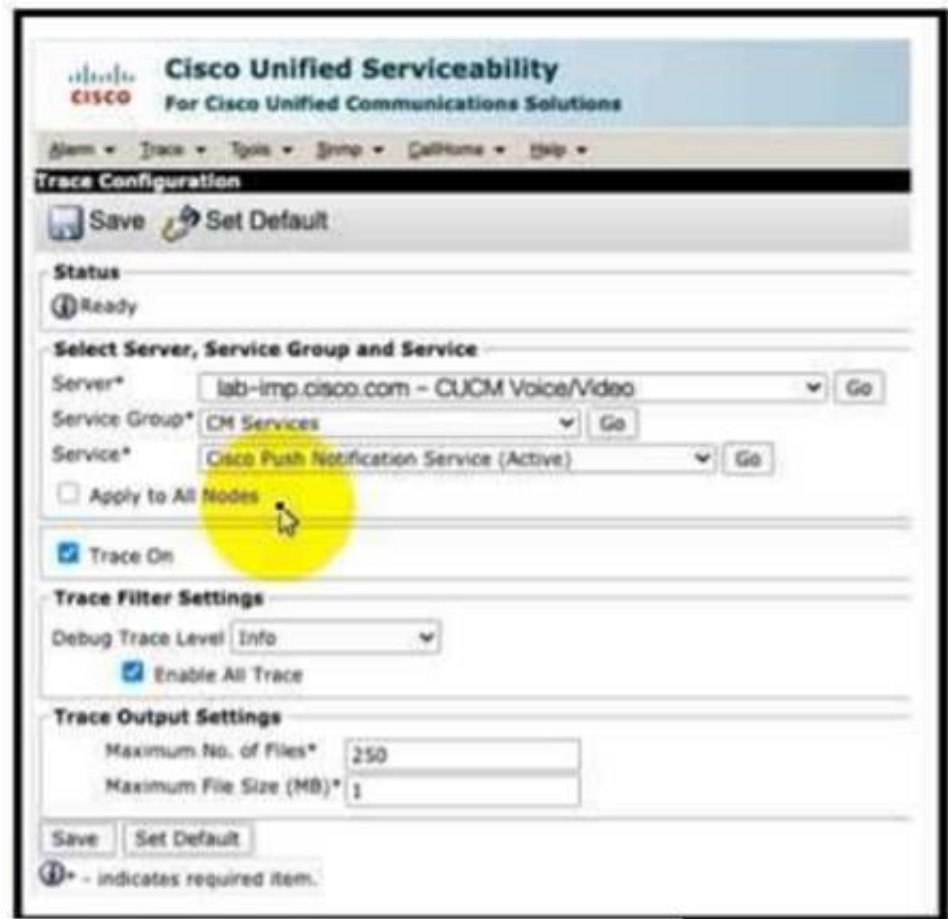 Cisco Unified Serviceability
CISCO
For Cisco Unified Communications Solutions
Alarm Trace Tools Snmp CallHome Help
Trace Configuration
Save Set Default
Status
Ready
Select Server, Service Group and Service
Server* lab-imp.cisco.com – CUCM Voice/Video Go
Service Group* CM Services Go
Service* Cisco Push Notification Service (Active) Go
Apply to All Nodes
Trace On
Trace Filter Settings
Debug Trace Level Info
Enable All Trace
Trace Output Settings
Maximum No. of Files* 250
Maximum File Size (MB)* 1
Save Set Default
* - indicates required item.